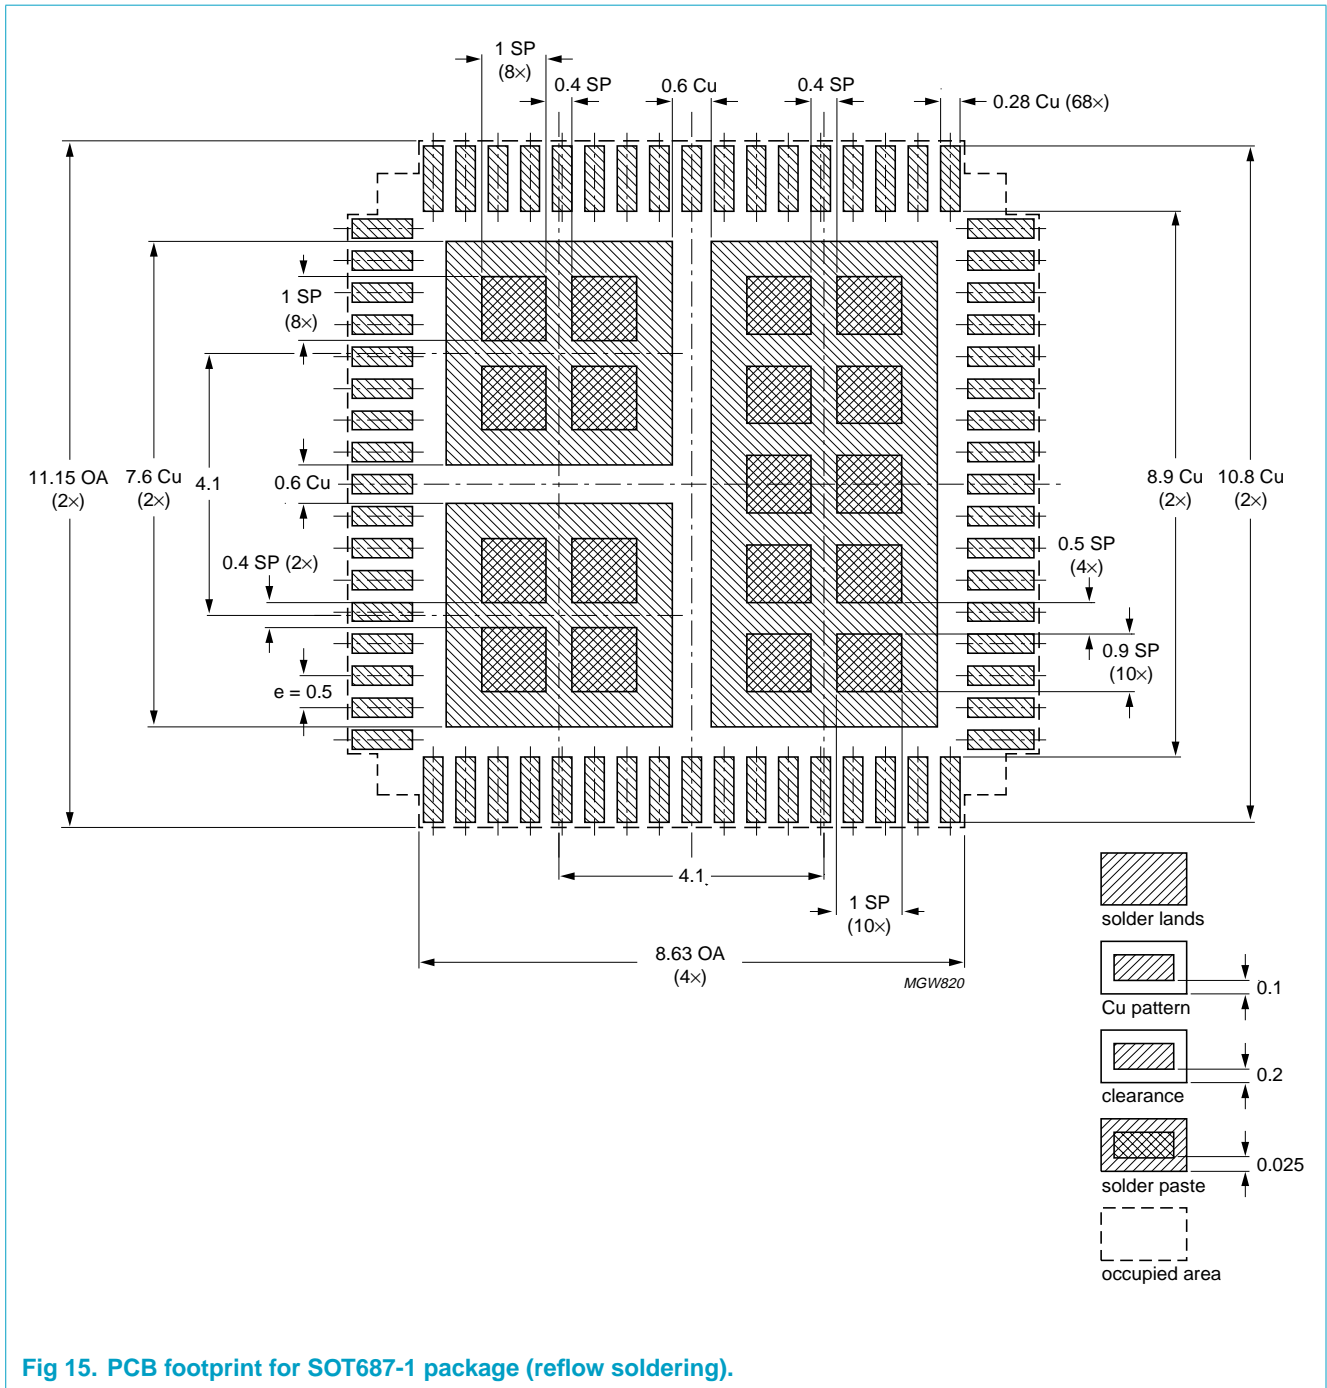 1 SP
(8×)
0.4 SP
0.6 Cu
0.4 SP
0.28 Cu (68×)
1 SP
(8×)
11.15 OA
(2×)
7.6 Cu
(2×)
4.1
0.6 Cu
8.9 Cu
(2×)
10.8 Cu
(2×)
0.4 SP (2×)
0.5 SP
(4×)
0.9 SP
(10×)
e = 0.5
4.1
1 SP
(10×)
8.63 OA
(4×)
MGW820
solder lands
0.1
Cu pattern
0.2
clearance
0.025
solder paste
occupied area
Fig 15. PCB footprint for SOT687-1 package (reflow soldering).